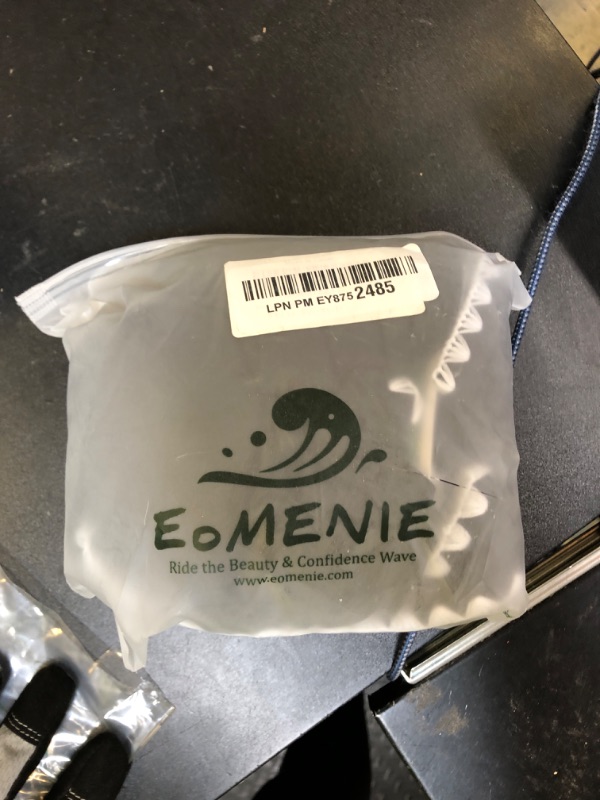 LPN PM EY8752485
EoMENIE
Ride the Beauty & Confidence Wave
www.eomenie.com